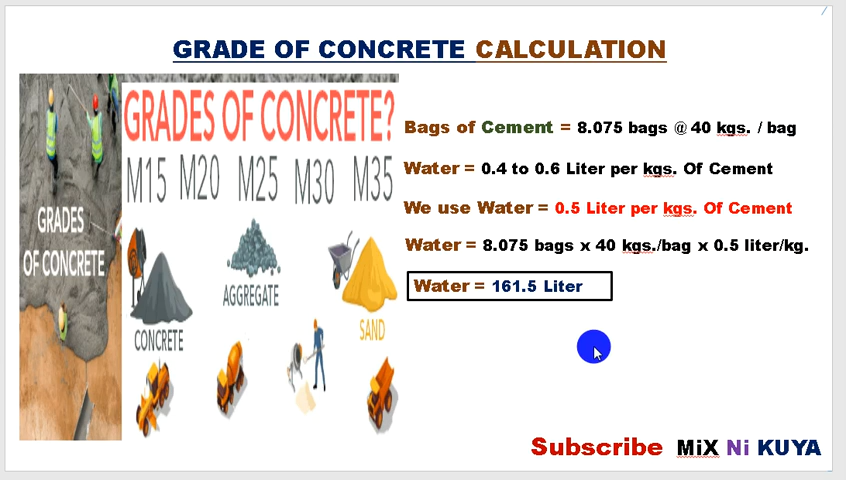 GRADE OF CONCRETE CALCULATION
GRADES OF CONCRETE?
M15 M20 M25 M30 M35
GRADES
OF CONCRETE
AGGREGATE
CONCRETE
SAND
Bags of Cement = 8.075 bags @ 40 kgs. / bag
Water = 0.4 to 0.6 Liter per kgs. Of Cement
We use Water = 0.5 Liter per kgs. Of Cement
Water = 8.075 bags x 40 kgs./bag x 0.5 liter/kg.
Water = 161.5 Liter
Subscribe MiX Ni KUYA